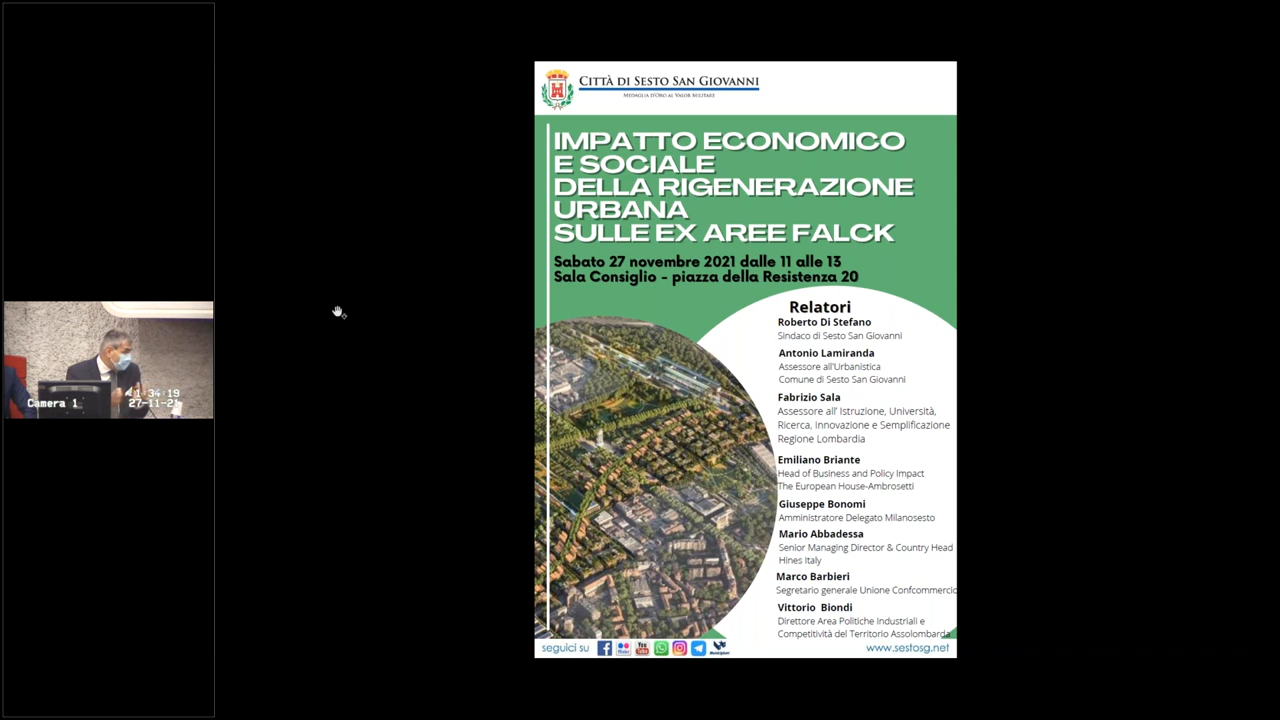 CITTÀ DI SESTO SAN GIOVANNI
MEDAGLIA D'ORO AL VALOR MILITARE
IMPATTO ECONOMICO
E SOCIALE
DELLA RIGENERAZIONE
URBANA
SULLE EX AREE FALCK
Sabato 27 novembre 2021 dalle 11 alle 13
Sala Consiglio - piazza della Resistenza 20
Relatori
Roberto Di Stefano
Sindaco di Sesto San Giovanni
Antonio Lamiranda
Assessore all'Urbanistica
Comune di Sesto San Giovanni
Fabrizio Sala
Assessore all' Istruzione, Università,
Ricerca, Innovazione e Semplificazione
Regione Lombardia
Emiliano Briante
Head of Business and Policy Impact
The European House-Ambrosetti
Giuseppe Bonomi
Amministratore Delegato Milanosesto
Mario Abbadessa
Senior Managing Director & Country Head
Hines Italy
Marco Barbieri
Segretario generale Unione Confcommercio
Vittorio Biondi
Direttore Area Politiche Industriali e
Competitività del Territorio Assolombarda
seguici su
flickr
You Tube
www.sestosg.net
Camera 1
11:34:19
27-11-21